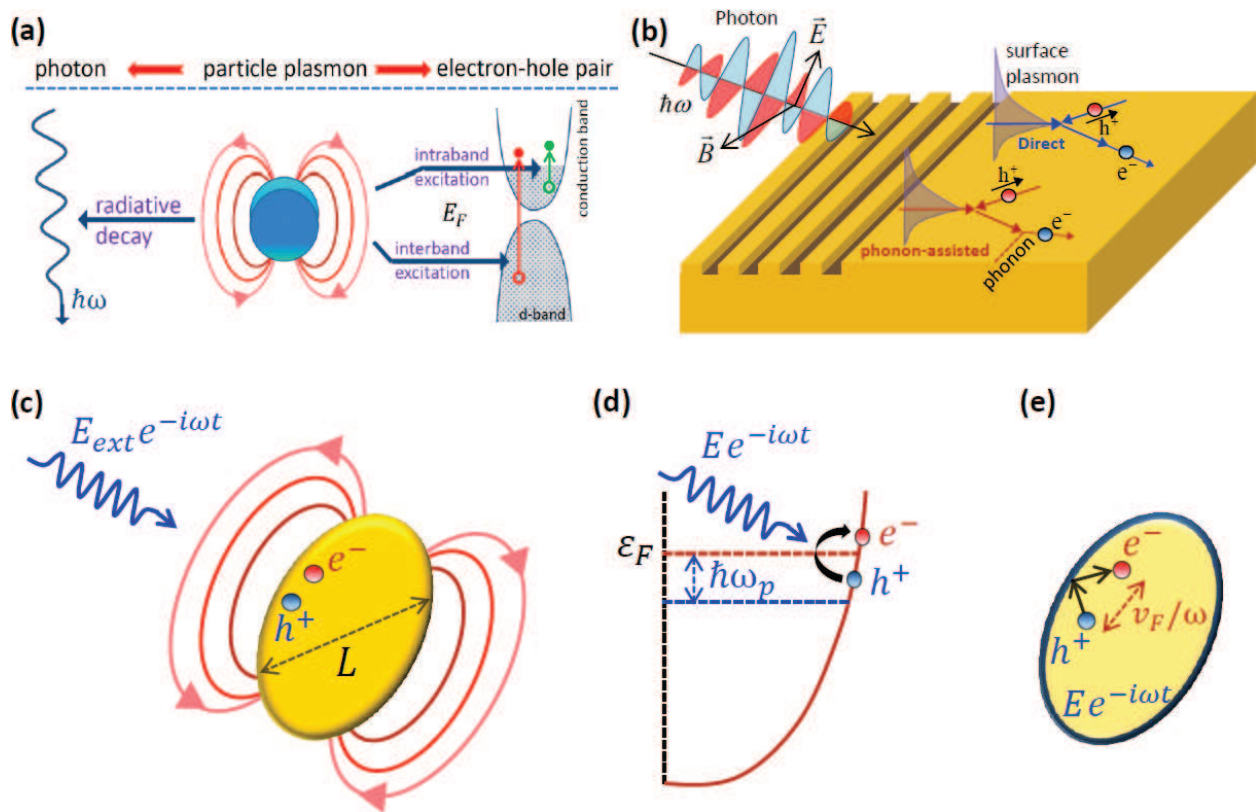 (a)
photon
particle plasmon
electron-hole pair
radiative
decay
ħω
intraband
excitation
E_F
interband
excitation
conduction band
d-band
(b)
Photon
E⃗
ħω
B⃗
surface
plasmon
h⁺
Direct
e⁻
h⁺
e⁻
phonon-assisted
phonon
(c)
E_ext e^{-iωt}
e⁻
h⁺
L
(d)
E e^{-iωt}
ε_F
e⁻
ħω_p
h⁺
(e)
e⁻
v_F/ω
h⁺
E e^{-iωt}